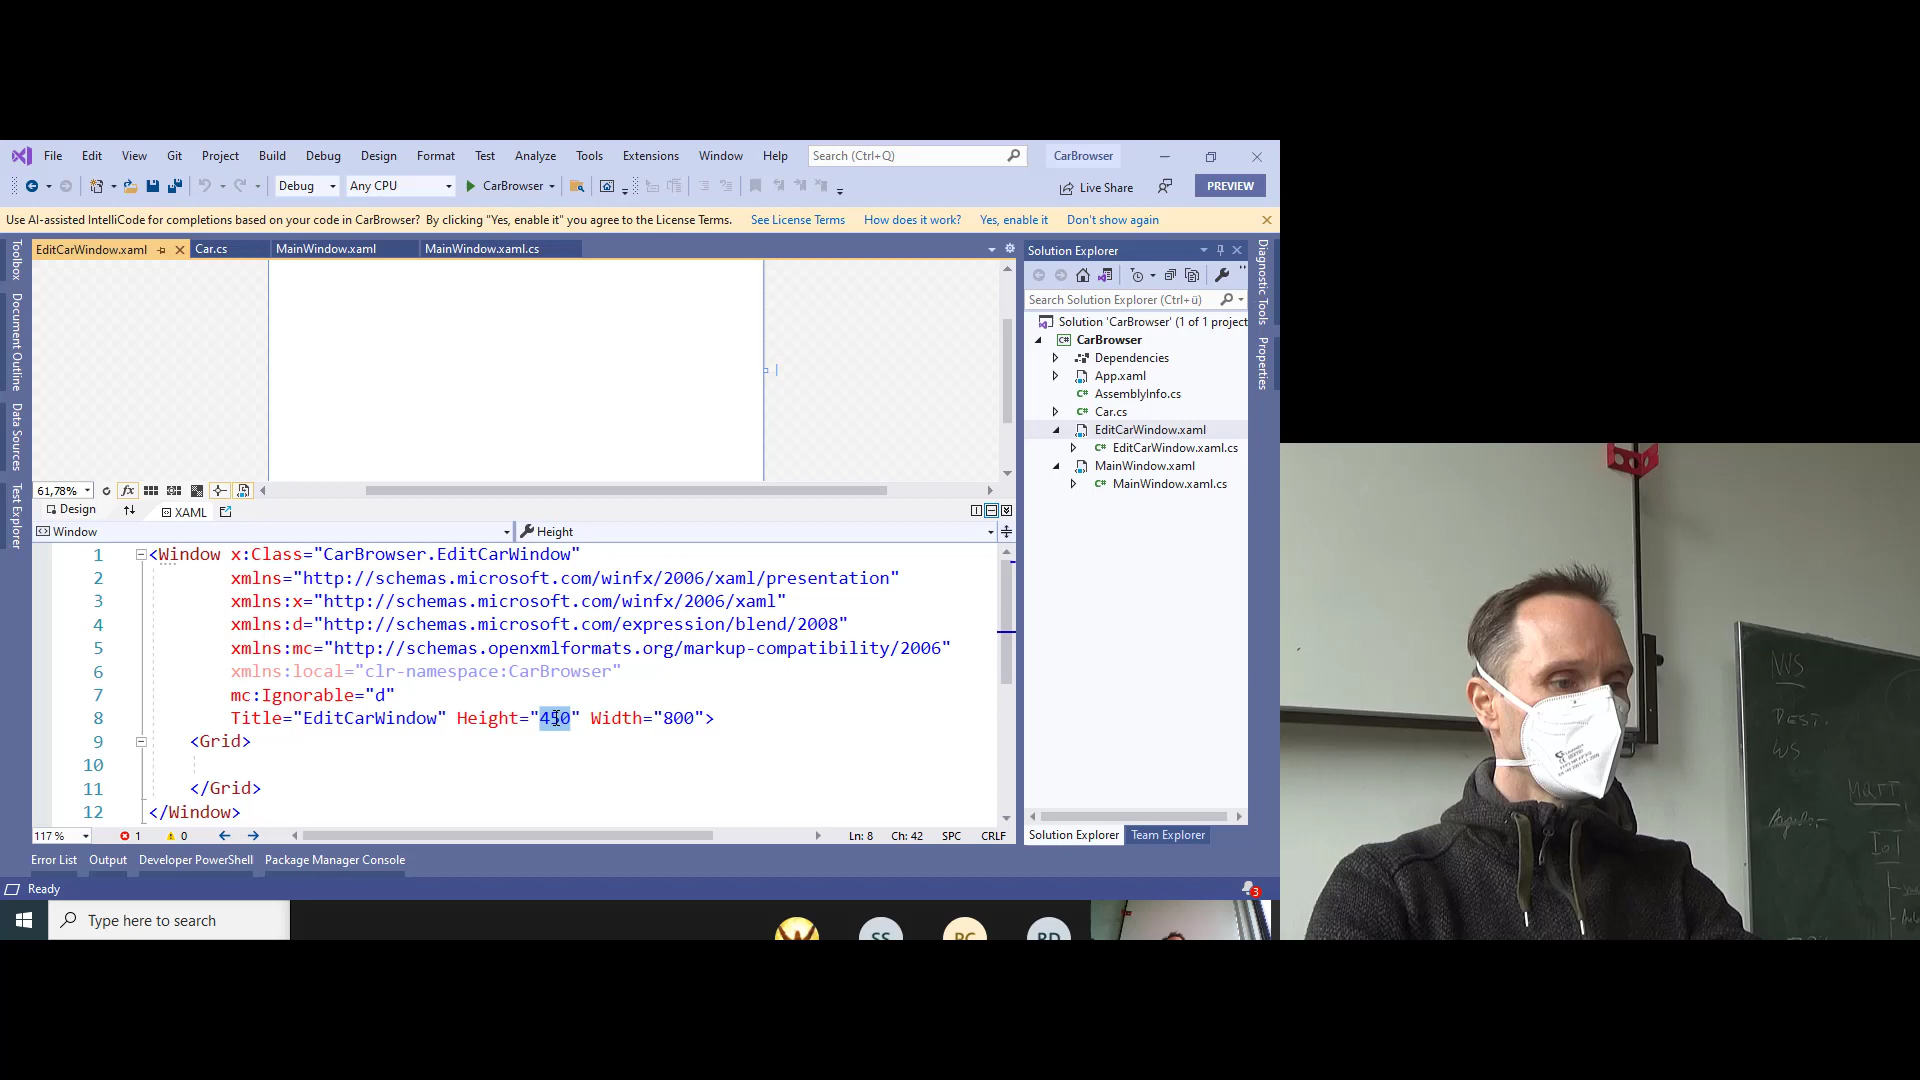 File Edit View Git Project Build Debug Design Format Test Analyze Tools Extensions Window Help Search (Ctrl+Q) CarBrowser
Debug Any CPU CarBrowser Live Share PREVIEW
Use AI-assisted IntelliCode for completions based on your code in CarBrowser? By clicking "Yes, enable it" you agree to the License Terms. See License Terms How does it work? Yes, enable it Don't show again
EditCarWindow.xaml Car.cs MainWindow.xaml MainWindow.xaml.cs
Toolbox
Document Outline
Data Sources
Test Explorer
61,78% fx
Design XAML
Window Height
1 <Window x:Class="CarBrowser.EditCarWindow"
2 xmlns="http://schemas.microsoft.com/winfx/2006/xaml/presentation"
3 xmlns:x="http://schemas.microsoft.com/winfx/2006/xaml"
4 xmlns:d="http://schemas.microsoft.com/expression/blend/2008"
5 xmlns:mc="http://schemas.openxmlformats.org/markup-compatibility/2006"
6 xmlns:local="clr-namespace:CarBrowser"
7 mc:Ignorable="d"
8 Title="EditCarWindow" Height="450" Width="800">
9 <Grid>
10
11 </Grid>
12 </Window>
117 % 1 0 Ln: 8 Ch: 42 SPC CRLF
Solution Explorer
Search Solution Explorer (Ctrl+ü)
Solution 'CarBrowser' (1 of 1 project
C# CarBrowser
Dependencies
App.xaml
C# AssemblyInfo.cs
C# Car.cs
EditCarWindow.xaml
C# EditCarWindow.xaml.cs
MainWindow.xaml
C# MainWindow.xaml.cs
Solution Explorer Team Explorer
Diagnostic Tools
Properties
Error List Output Developer PowerShell Package Manager Console
Ready 3
Type here to search
SS
NVS
MQTT
IoT